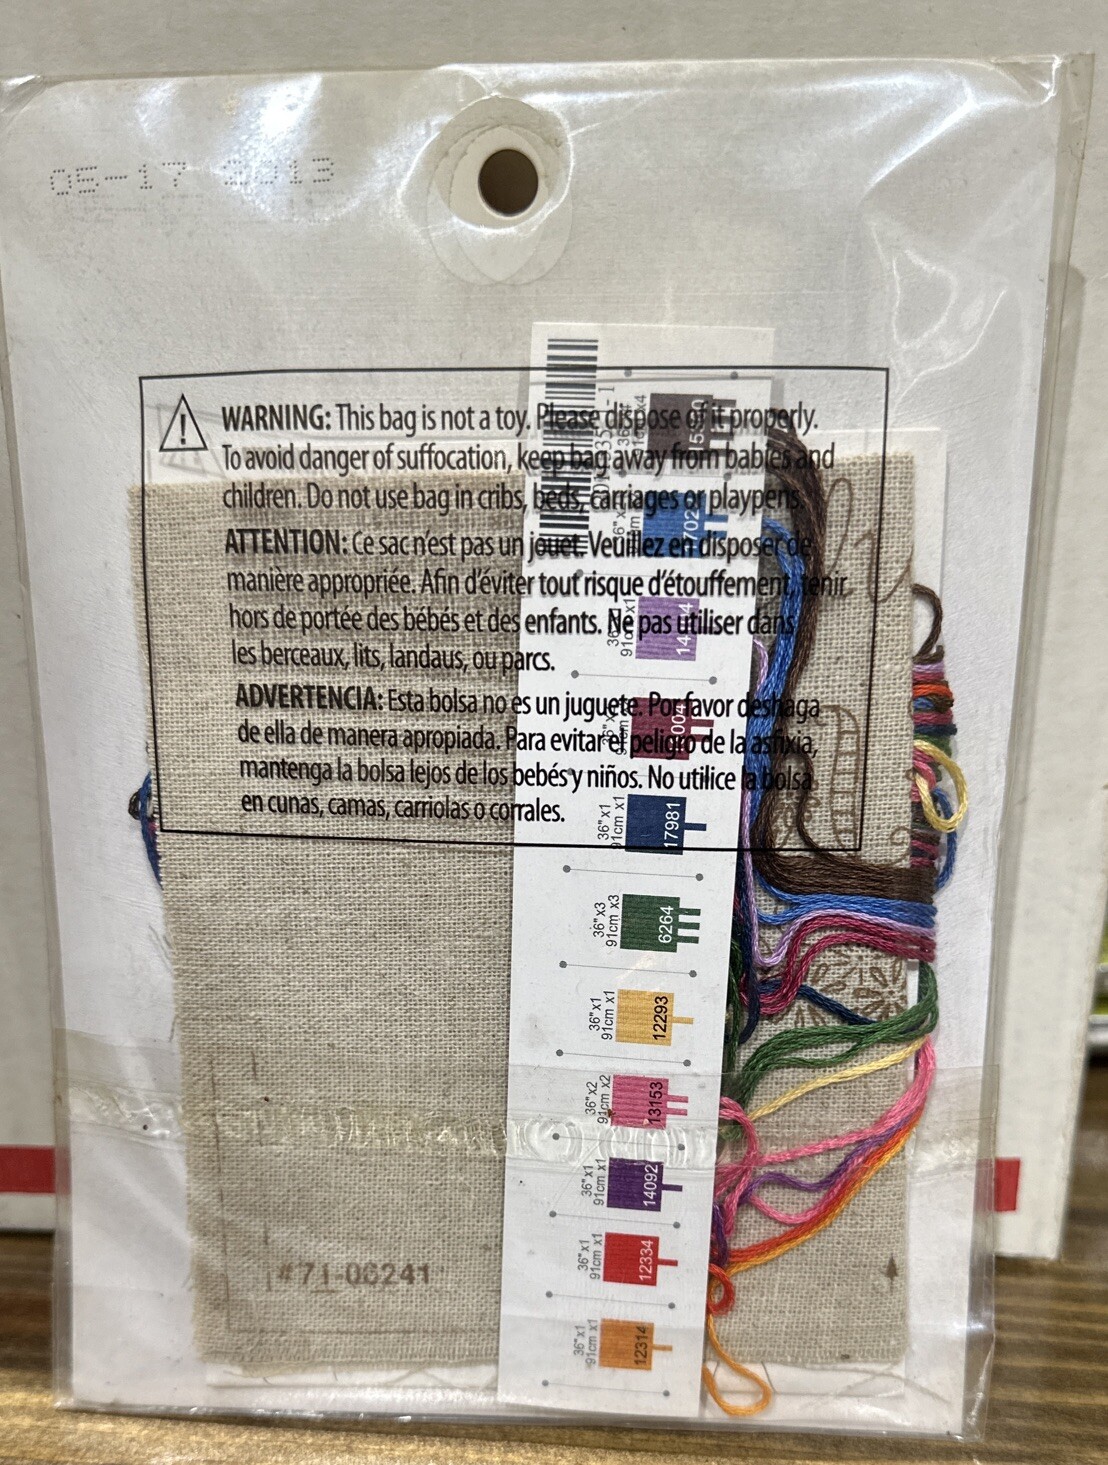 05-17 2013
WARNING: This bag is not a toy. Please dispose of it properly.
To avoid danger of suffocation, keep bag away from babies and
children. Do not use bag in cribs, beds, carriages or playpens.
ATTENTION: Ce sac n'est pas un jouet. Veuillez en disposer de
manière appropriée. Afin d'éviter tout risque d'étouffement, tenir
hors de portée des bébés et des enfants. Ne pas utiliser dans
les berceaux, lits, landaus, ou parcs.
ADVERTENCIA: Esta bolsa no es un juguete. Por favor deshaga
de ella de manera apropiada. Para evitar el peligro de la asfixia,
mantenga la bolsa lejos de los bebés y niños. No utilice la bolsa
en cunas, camas, carriolas o corrales.
36"x1
91cm x1
17981
36"x3
91cm x3
6264
36"x1
91cm x1
12293
36"x2
91cm x2
13153
36"x1
91cm x1
14092
36"x1
91cm x1
12334
36"x1
91cm x1
12314
#71-06241